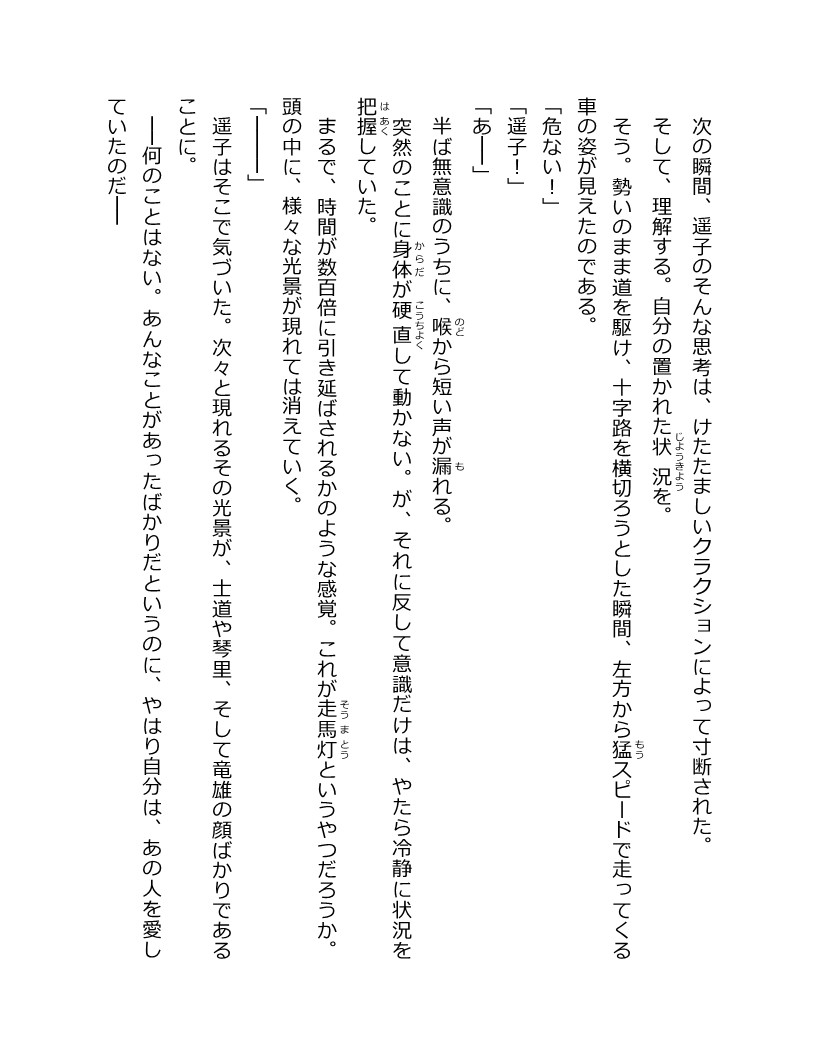 次の瞬間、遥子のそんな思考は、けたたましいクラクションによって寸断された。
そして、理解する。自分の置かれた状況を。
そう。勢いのまま道を駆け、十字路を横切ろうとした瞬間、左方から猛スピードで走ってくる
車の姿が見えたのである。
「危ない！」
「遥子！」
「あ――」
半ば無意識のうちに、喉から短い声が漏れる。
突然のことに身体が硬直して動かない。が、それに反して意識だけは、やたら冷静に状況を
把握していた。
まるで、時間が数百倍に引き延ばされるかのような感覚。これが走馬灯というやつだろうか。
頭の中に、様々な光景が現れては消えていく。
「――――」
遥子はそこで気づいた。次々と現れるその光景が、士道や琴里、そして竜雄の顔ばかりである
ことに。
――何のことはない。あんなことがあったばかりだというのに、やはり自分は、あの人を愛し
ていたのだ――